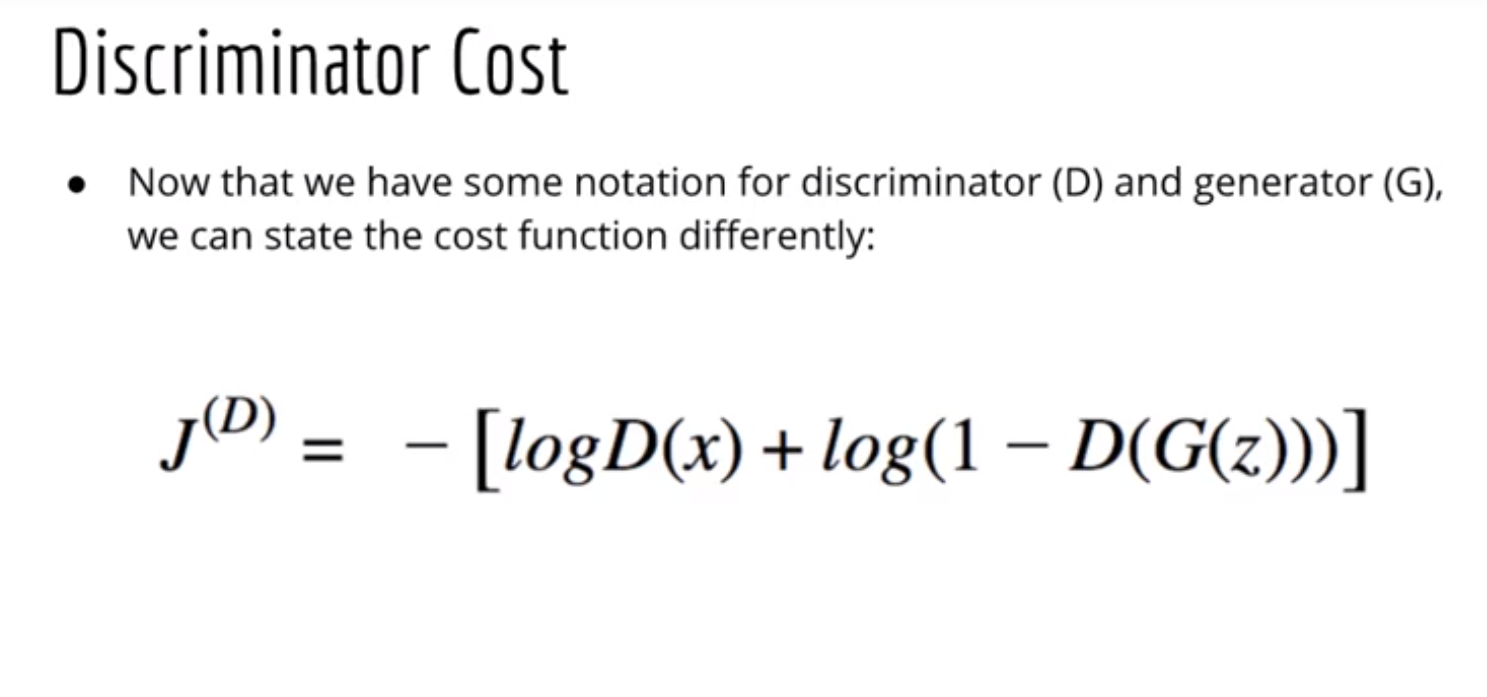 Discriminator Cost
● Now that we have some notation for discriminator (D) and generator (G),
we can state the cost function differently:
J^(D) = − [logD(x) + log(1 − D(G(z)))]